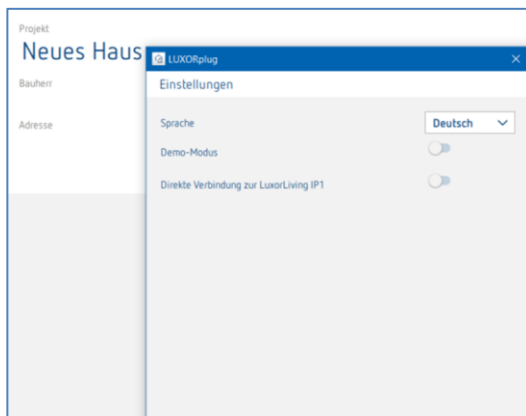 Projekt
Neues Haus
Bauherr
Adresse
LUXORplug
Einstellungen
Sprache
Deutsch
Demo-Modus
Direkte Verbindung zur LuxorLiving IP1